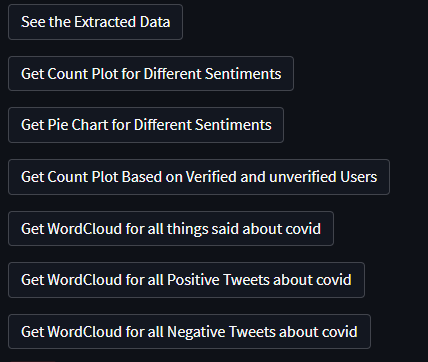 See the Extracted Data
Get Count Plot for Different Sentiments
Get Pie Chart for Different Sentiments
Get Count Plot Based on Verified and unverified Users
Get WordCloud for all things said about covid
Get WordCloud for all Positive Tweets about covid
Get WordCloud for all Negative Tweets about covid